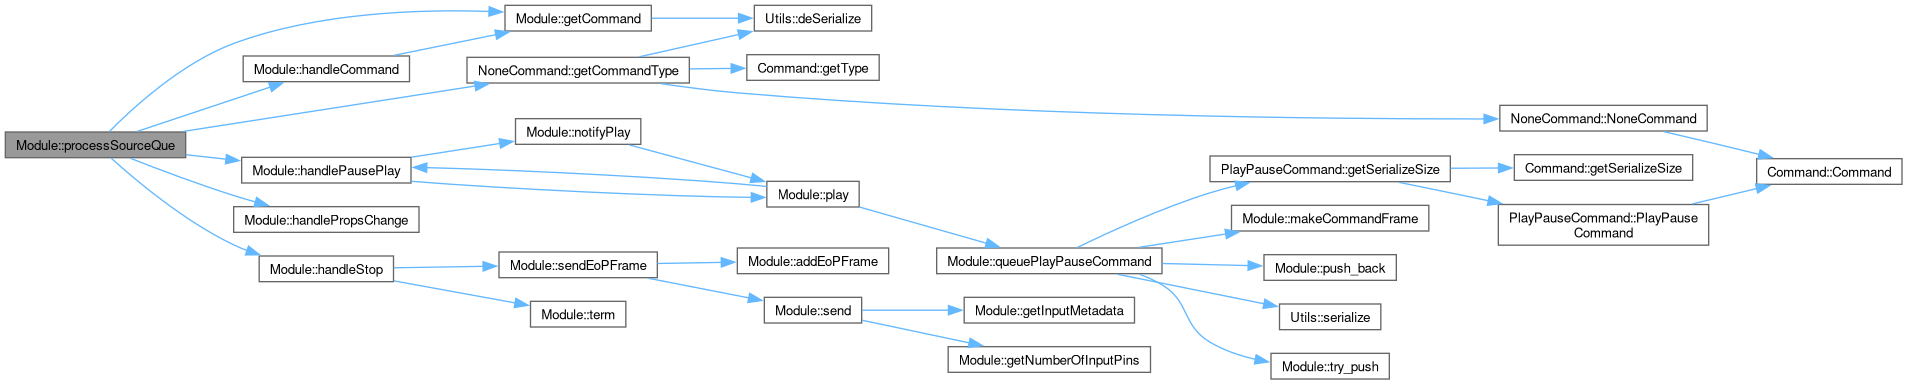 Module::processSourceQue
Module::getCommand
Utils::deSerialize
Module::handleCommand
NoneCommand::getCommandType
Command::getType
NoneCommand::NoneCommand
Module::notifyPlay
Module::handlePausePlay
Module::play
PlayPauseCommand::getSerializeSize
Command::getSerializeSize
Command::Command
Module::handlePropsChange
Module::makeCommandFrame
PlayPauseCommand::PlayPause
Command
Module::handleStop
Module::sendEoPFrame
Module::addEoPFrame
Module::queuePlayPauseCommand
Module::push_back
Module::term
Module::send
Module::getInputMetadata
Utils::serialize
Module::getNumberOfInputPins
Module::try_push